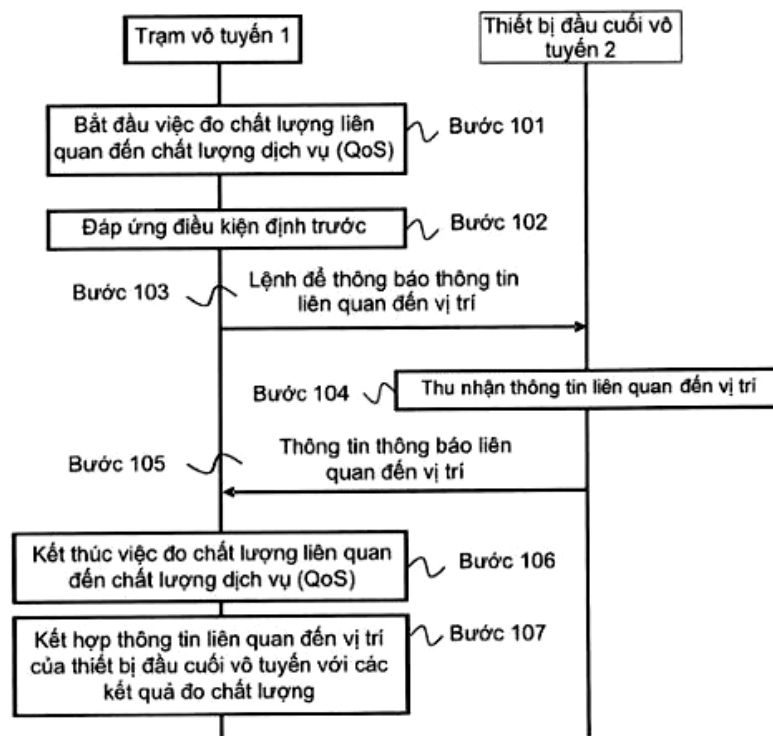 Trạm vô tuyến 1
Thiết bị đầu cuối vô
tuyến 2
Bắt đầu việc đo chất lượng liên
quan đến chất lượng dịch vụ (QoS)
Bước 101
Đáp ứng điều kiện định trước
Bước 102
Bước 103
Lệnh để thông báo thông tin
liên quan đến vị trí
Bước 104
Thu nhận thông tin liên quan đến vị trí
Bước 105
Thông tin thông báo liên
quan đến vị trí
Kết thúc việc đo chất lượng liên quan
đến chất lượng dịch vụ (QoS)
Bước 106
Kết hợp thông tin liên quan đến vị trí
của thiết bị đầu cuối vô tuyến với các
kết quả đo chất lượng
Bước 107